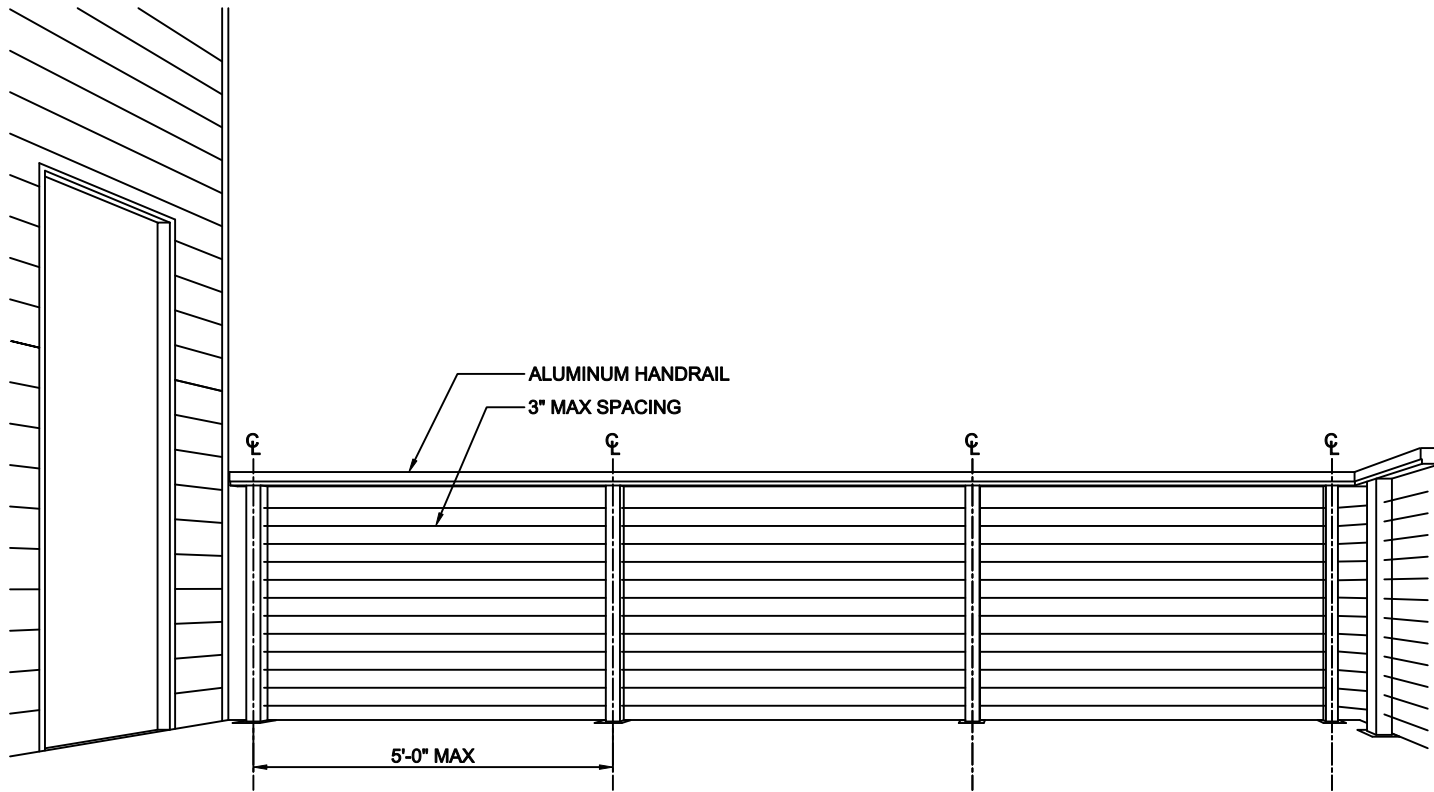 ALUMINUM HANDRAIL
3" MAX SPACING
℄ ℄ ℄ ℄
5'-0" MAX